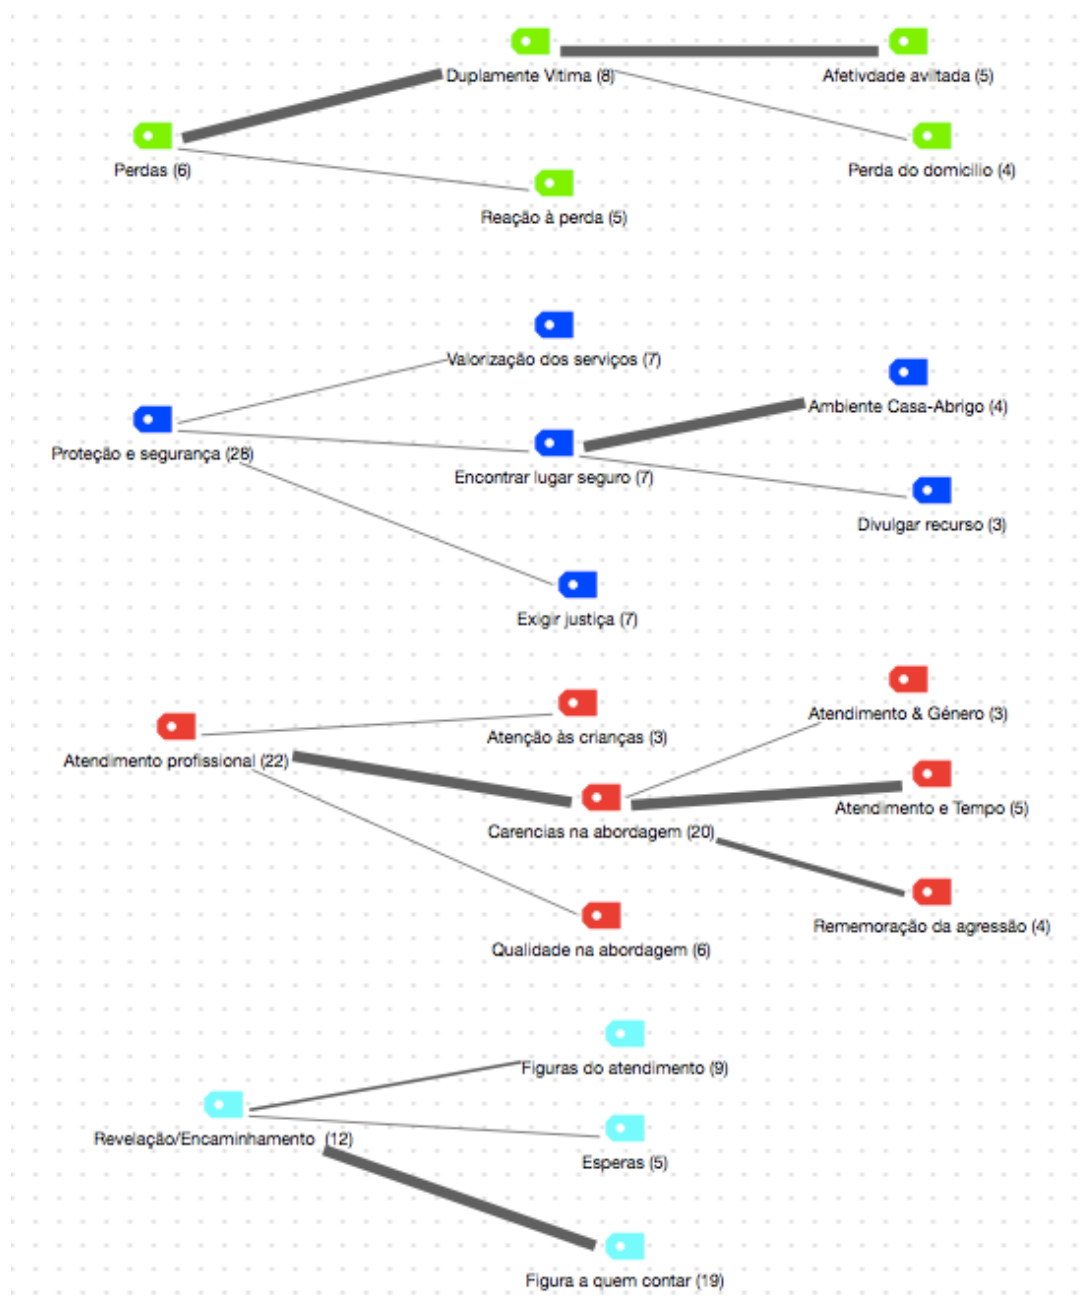 Duplamente Vitima (8)
Afetivdade aviltada (5)
Perdas (6)
Perda do domicilio (4)
Reação à perda (5)
Valorização dos serviços (7)
Ambiente Casa-Abrigo (4)
Proteção e segurança (28)
Encontrar lugar seguro (7)
Divulgar recurso (3)
Exigir justiça (7)
Atendimento & Género (3)
Atenção às crianças (3)
Atendimento profissional (22)
Atendimento e Tempo (5)
Carencias na abordagem (20)
Rememoração da agressão (4)
Qualidade na abordagem (6)
Figuras do atendimento (9)
Revelação/Encaminhamento (12)
Esperas (5)
Figura a quem contar (19)